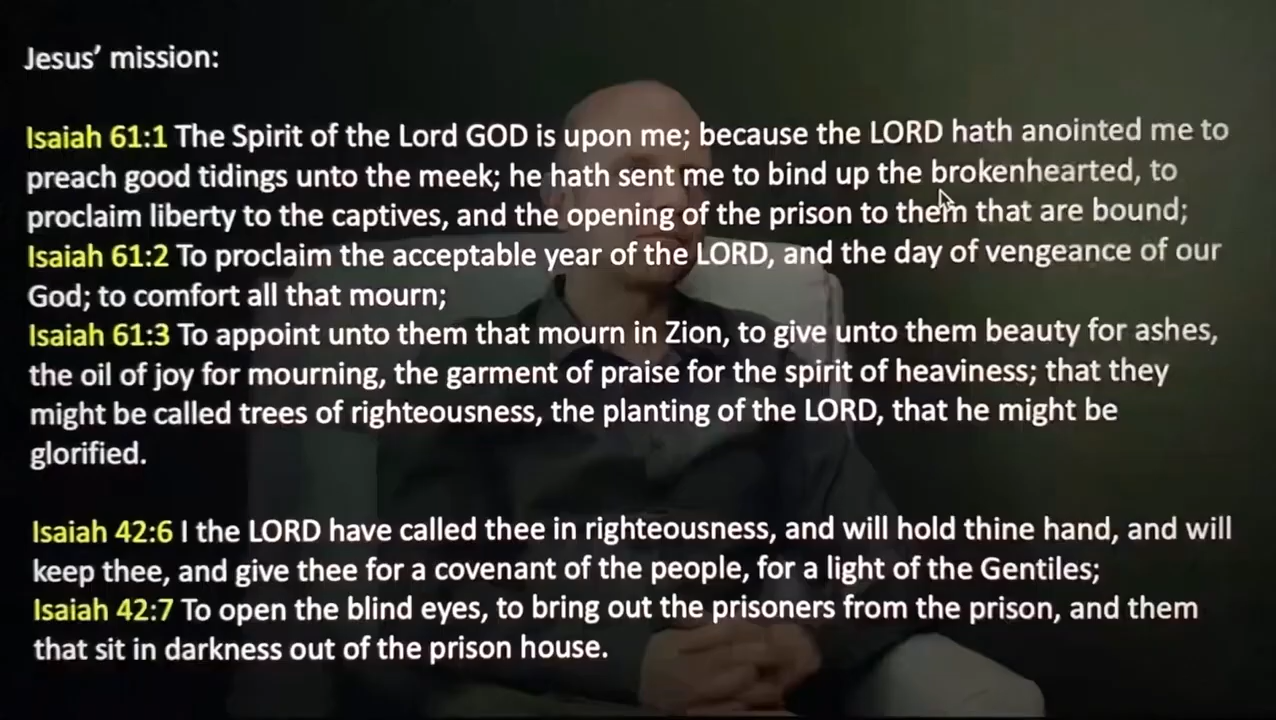 Jesus’ mission:
Isaiah 61:1 The Spirit of the Lord GOD is upon me; because the LORD hath anointed me to
preach good tidings unto the meek; he hath sent me to bind up the brokenhearted, to
proclaim liberty to the captives, and the opening of the prison to them that are bound;
Isaiah 61:2 To proclaim the acceptable year of the LORD, and the day of vengeance of our
God; to comfort all that mourn;
Isaiah 61:3 To appoint unto them that mourn in Zion, to give unto them beauty for ashes,
the oil of joy for mourning, the garment of praise for the spirit of heaviness; that they
might be called trees of righteousness, the planting of the LORD, that he might be
glorified.
Isaiah 42:6 I the LORD have called thee in righteousness, and will hold thine hand, and will
keep thee, and give thee for a covenant of the people, for a light of the Gentiles;
Isaiah 42:7 To open the blind eyes, to bring out the prisoners from the prison, and them
that sit in darkness out of the prison house.